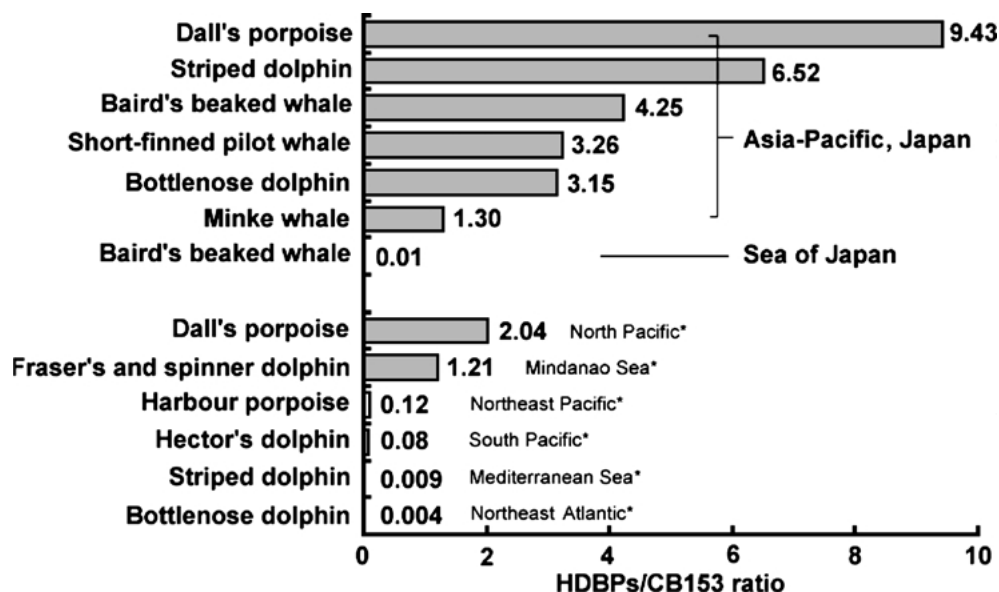 Dall's porpoise 9.43
Striped dolphin 6.52
Baird's beaked whale 4.25
Short-finned pilot whale 3.26 Asia-Pacific, Japan
Bottlenose dolphin 3.15
Minke whale 1.30
Baird's beaked whale 0.01 Sea of Japan
Dall's porpoise 2.04 North Pacific*
Fraser's and spinner dolphin 1.21 Mindanao Sea*
Harbour porpoise 0.12 Northeast Pacific*
Hector's dolphin 0.08 South Pacific*
Striped dolphin 0.009 Mediterranean Sea*
Bottlenose dolphin 0.004 Northeast Atlantic*
0 2 4 6 8 10
HDBPs/CB153 ratio